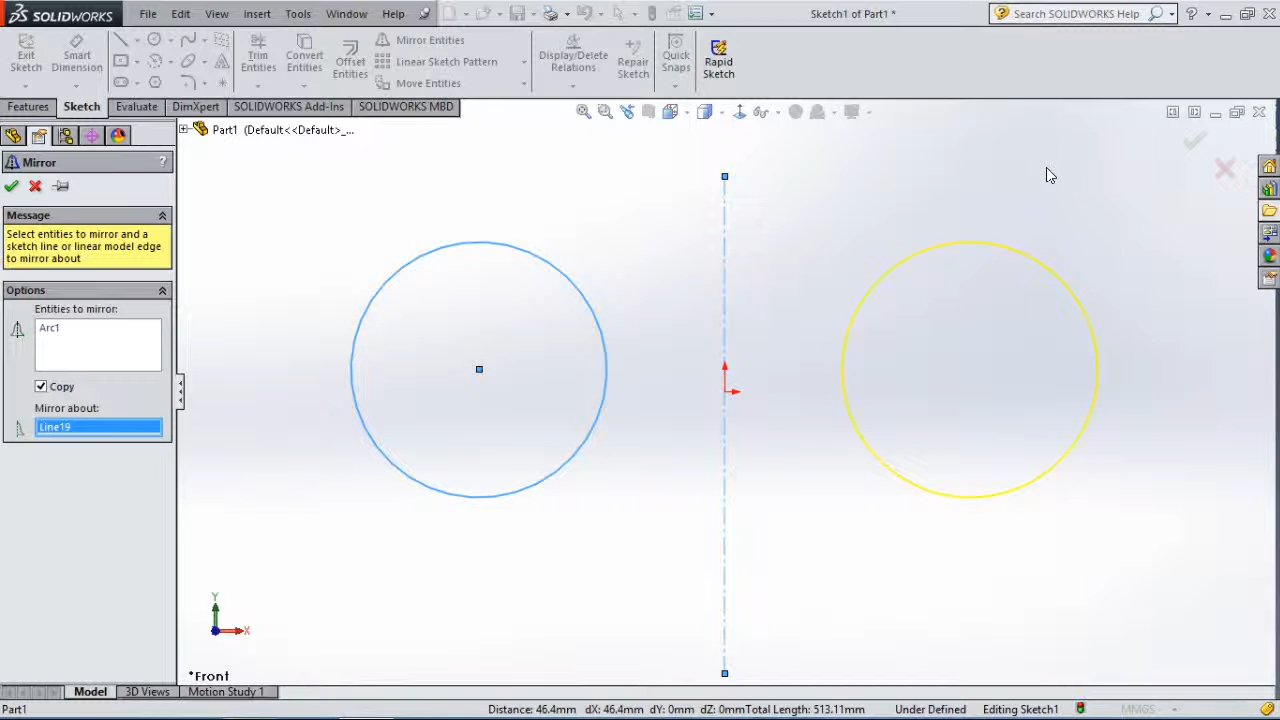 SOLIDWORKS File Edit View Insert Tools Window Help Sketch1 of Part1 * Search SOLIDWORKS Help
Exit Sketch
Smart Dimension
Trim Entities
Convert Entities
Offset Entities
Mirror Entities
Linear Sketch Pattern
Move Entities
Display/Delete Relations
Repair Sketch
Quick Snaps
Rapid Sketch
Features Sketch Evaluate DimXpert SOLIDWORKS Add-Ins SOLIDWORKS MBD
Part1 (Default<<Default>_...
Mirror ?
Message
Select entities to mirror and a
sketch line or linear model edge
to mirror about
Options
Entities to mirror:
Arc1
Copy
Mirror about:
Line19
Y
X
*Front
Model 3D Views Motion Study 1
Part1 Distance: 46.4mm dX: 46.4mm dY: 0mm dZ: 0mmTotal Length: 513.11mm Under Defined Editing Sketch1 MMGS